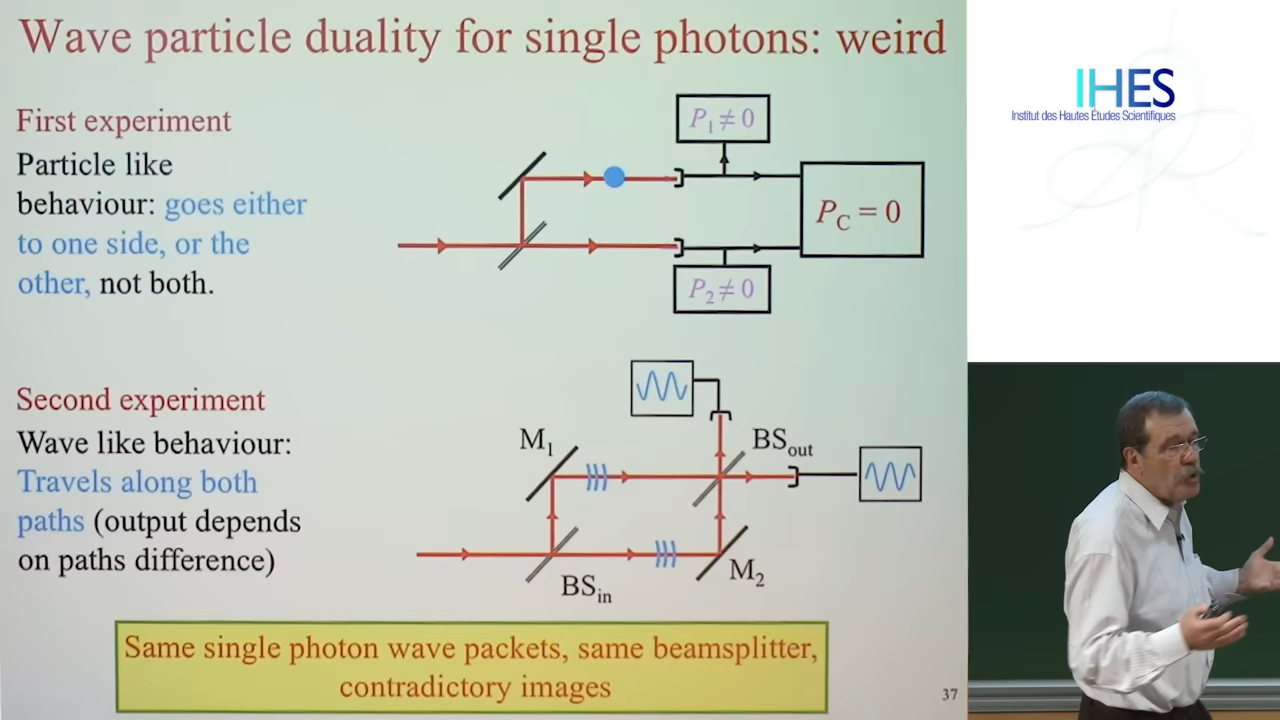 Wave particle duality for single photons: weird
IHES
Institut des Hautes Études Scientifiques
First experiment
Particle like
behaviour: goes either
to one side, or the
other, not both.
P₁ ≠ 0
P_C = 0
P₂ ≠ 0
Second experiment
Wave like behaviour:
Travels along both
paths (output depends
on paths difference)
M₁
BS_out
M₂
BS_in
Same single photon wave packets, same beamsplitter,
contradictory images
37